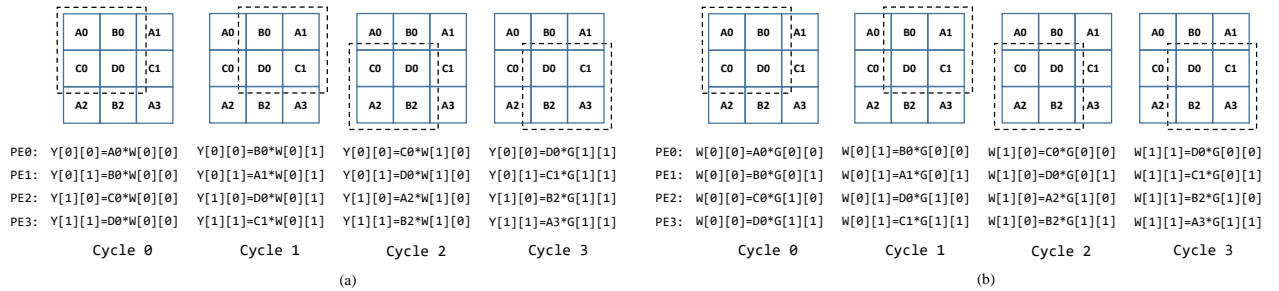 A0 B0 A1 A0 B0 A1 A0 B0 A1 A0 B0 A1
C0 D0 C1 C0 D0 C1 C0 D0 C1 C0 D0 C1
A2 B2 A3 A2 B2 A3 A2 B2 A3 A2 B2 A3
PE0: Y[0][0]=A0*W[0][0] Y[0][0]=B0*W[0][1] Y[0][0]=C0*W[1][0] Y[0][0]=D0*G[1][1]
PE1: Y[0][1]=B0*W[0][0] Y[0][1]=A1*W[0][1] Y[0][1]=D0*W[1][0] Y[0][1]=C1*G[1][1]
PE2: Y[1][0]=C0*W[0][0] Y[1][0]=D0*W[0][1] Y[1][0]=A2*W[1][0] Y[1][0]=B2*G[1][1]
PE3: Y[1][1]=D0*W[0][0] Y[1][1]=C1*W[0][1] Y[1][1]=B2*W[1][0] Y[1][1]=A3*G[1][1]
Cycle 0 Cycle 1 Cycle 2 Cycle 3
(a)
A0 B0 A1 A0 B0 A1 A0 B0 A1 A0 B0 A1
C0 D0 C1 C0 D0 C1 C0 D0 C1 C0 D0 C1
A2 B2 A3 A2 B2 A3 A2 B2 A3 A2 B2 A3
PE0: W[0][0]=A0*G[0][0] W[0][1]=B0*G[0][0] W[1][0]=C0*G[0][0] W[1][1]=D0*G[0][0]
PE1: W[0][0]=B0*G[0][1] W[0][1]=A1*G[0][1] W[1][0]=D0*G[0][1] W[1][1]=C1*G[0][1]
PE2: W[0][0]=C0*G[1][0] W[0][1]=D0*G[1][0] W[1][0]=A2*G[1][0] W[1][1]=B2*G[1][0]
PE3: W[0][0]=D0*G[1][1] W[0][1]=C1*G[1][1] W[1][0]=B2*G[1][1] W[1][1]=A3*G[1][1]
Cycle 0 Cycle 1 Cycle 2 Cycle 3
(b)